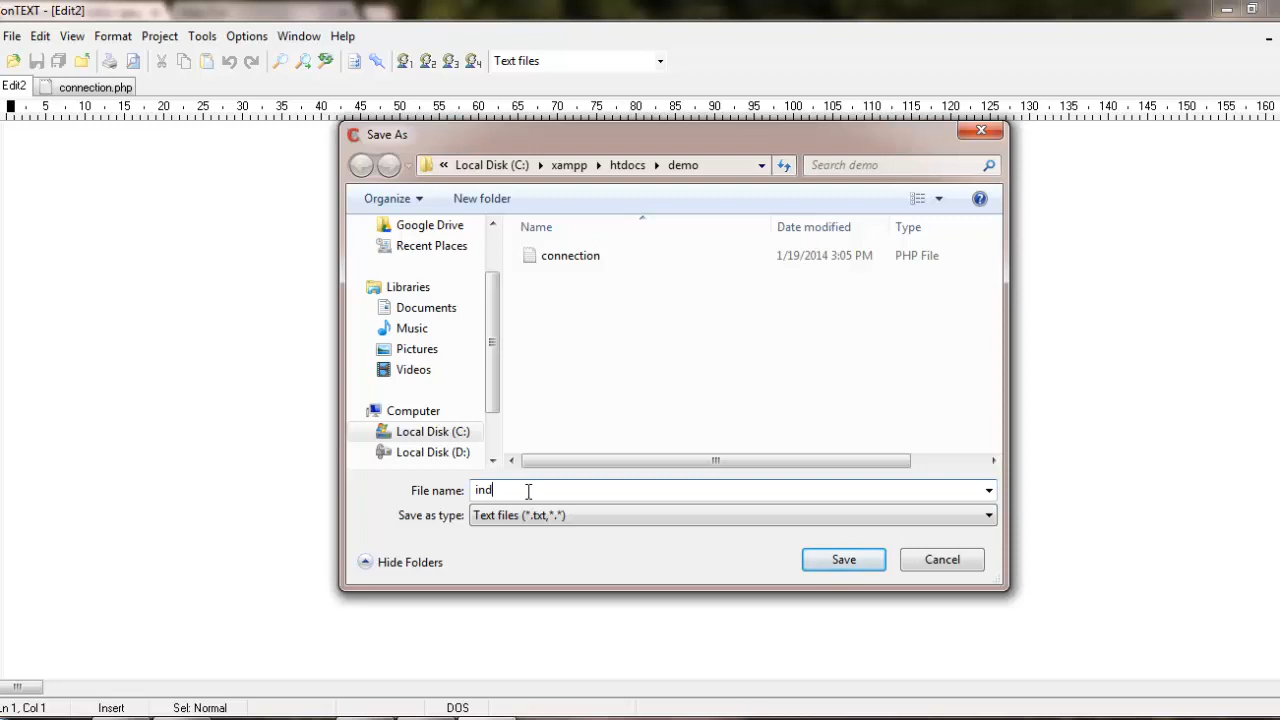 onTEXT - [Edit2]
File Edit View Format Project Tools Options Window Help
1 2 3 4 Text files
Edit2 connection.php
5 10 15 20 25 30 35 40 45 50 55 60 65 70 75 80 85 90 95 100 105 110 115 120 125 130 135 140 145 150 155 160
Save As
« Local Disk (C:) xampp htdocs demo Search demo
Organize New folder
Name Date modified Type
Google Drive
Recent Places
connection 1/19/2014 3:05 PM PHP File
Libraries
Documents
Music
Pictures
Videos
Computer
Local Disk (C:)
Local Disk (D:)
File name: ind
Save as type: Text files (*.txt,*.*)
Hide Folders Save Cancel
Ln 1, Col 1 Insert Sel: Normal DOS